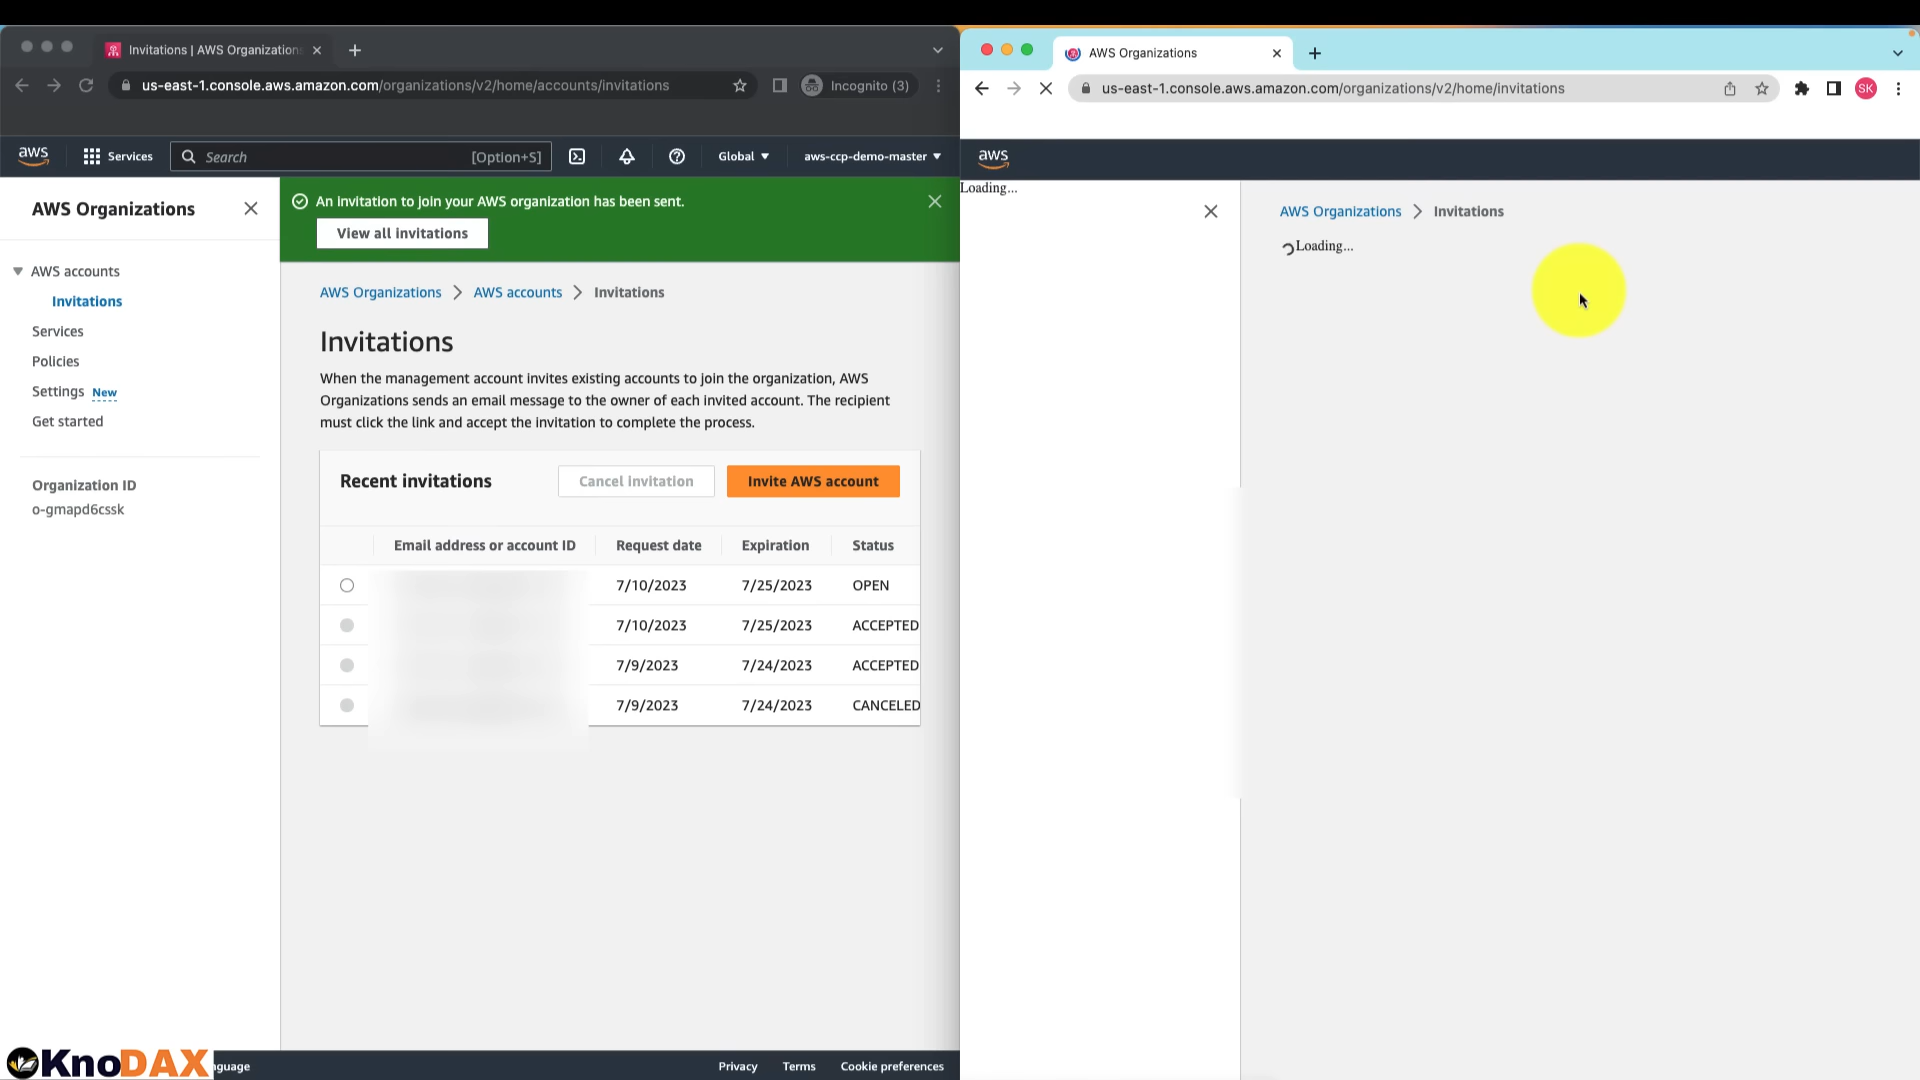 Invitations | AWS Organization
us-east-1.console.aws.amazon.com/organizations/v2/home/accounts/invitations
Incognito (3)
aws
Services
Search
[Option+S]
Global
aws-ccp-demo-master
AWS Organizations
AWS accounts
Invitations
Services
Policies
Settings New
Get started
Organization ID
o-gmapd6cssk
An invitation to join your AWS organization has been sent.
View all invitations
AWS Organizations > AWS accounts > Invitations
Invitations
When the management account invites existing accounts to join the organization, AWS
Organizations sends an email message to the owner of each invited account. The recipient
must click the link and accept the invitation to complete the process.
Recent invitations
Cancel invitation
Invite AWS account
Email address or account ID Request date Expiration Status
7/10/2023 7/25/2023 OPEN
7/10/2023 7/25/2023 ACCEPTED
7/9/2023 7/24/2023 ACCEPTED
7/9/2023 7/24/2023 CANCELED
KnoDAX
nguage
Privacy Terms Cookie preferences
AWS Organizations
us-east-1.console.aws.amazon.com/organizations/v2/home/invitations
SK
aws
Loading...
AWS Organizations > Invitations
Loading...